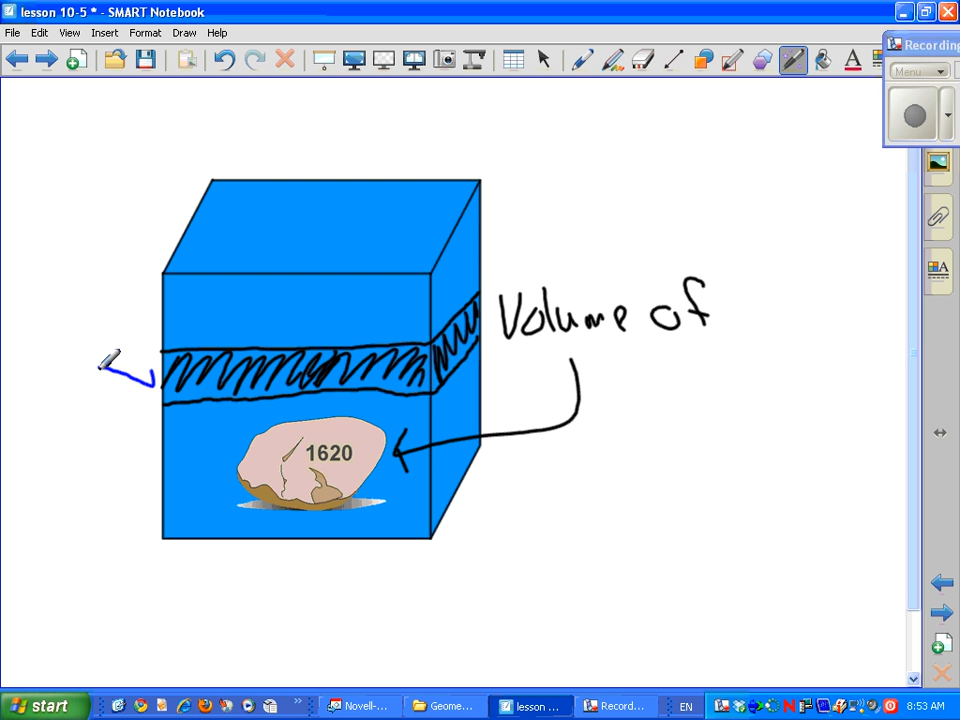 lesson 10-5 * - SMART Notebook
File Edit View Insert Format Draw Help
Recording
Menu
Volume of
1620
start
Novell-...
Geome...
lesson ...
Record...
EN
8:53 AM